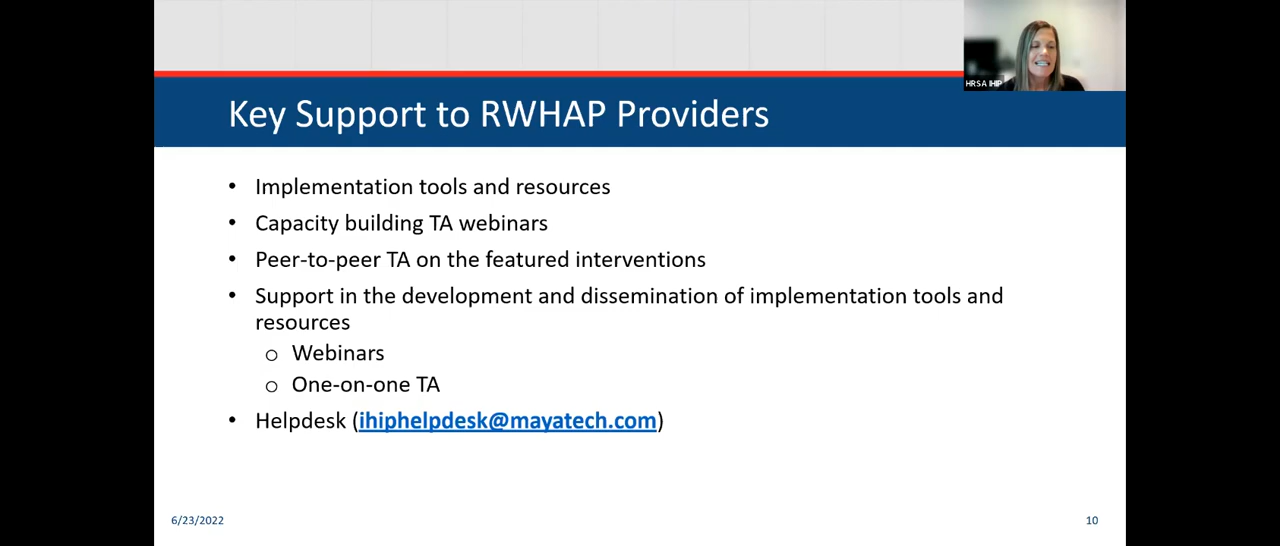 HRSA IHIP
Key Support to RWHAP Providers
• Implementation tools and resources
• Capacity building TA webinars
• Peer-to-peer TA on the featured interventions
• Support in the development and dissemination of implementation tools and
resources
o Webinars
o One-on-one TA
• Helpdesk (ihiphelpdesk@mayatech.com)
6/23/2022
10